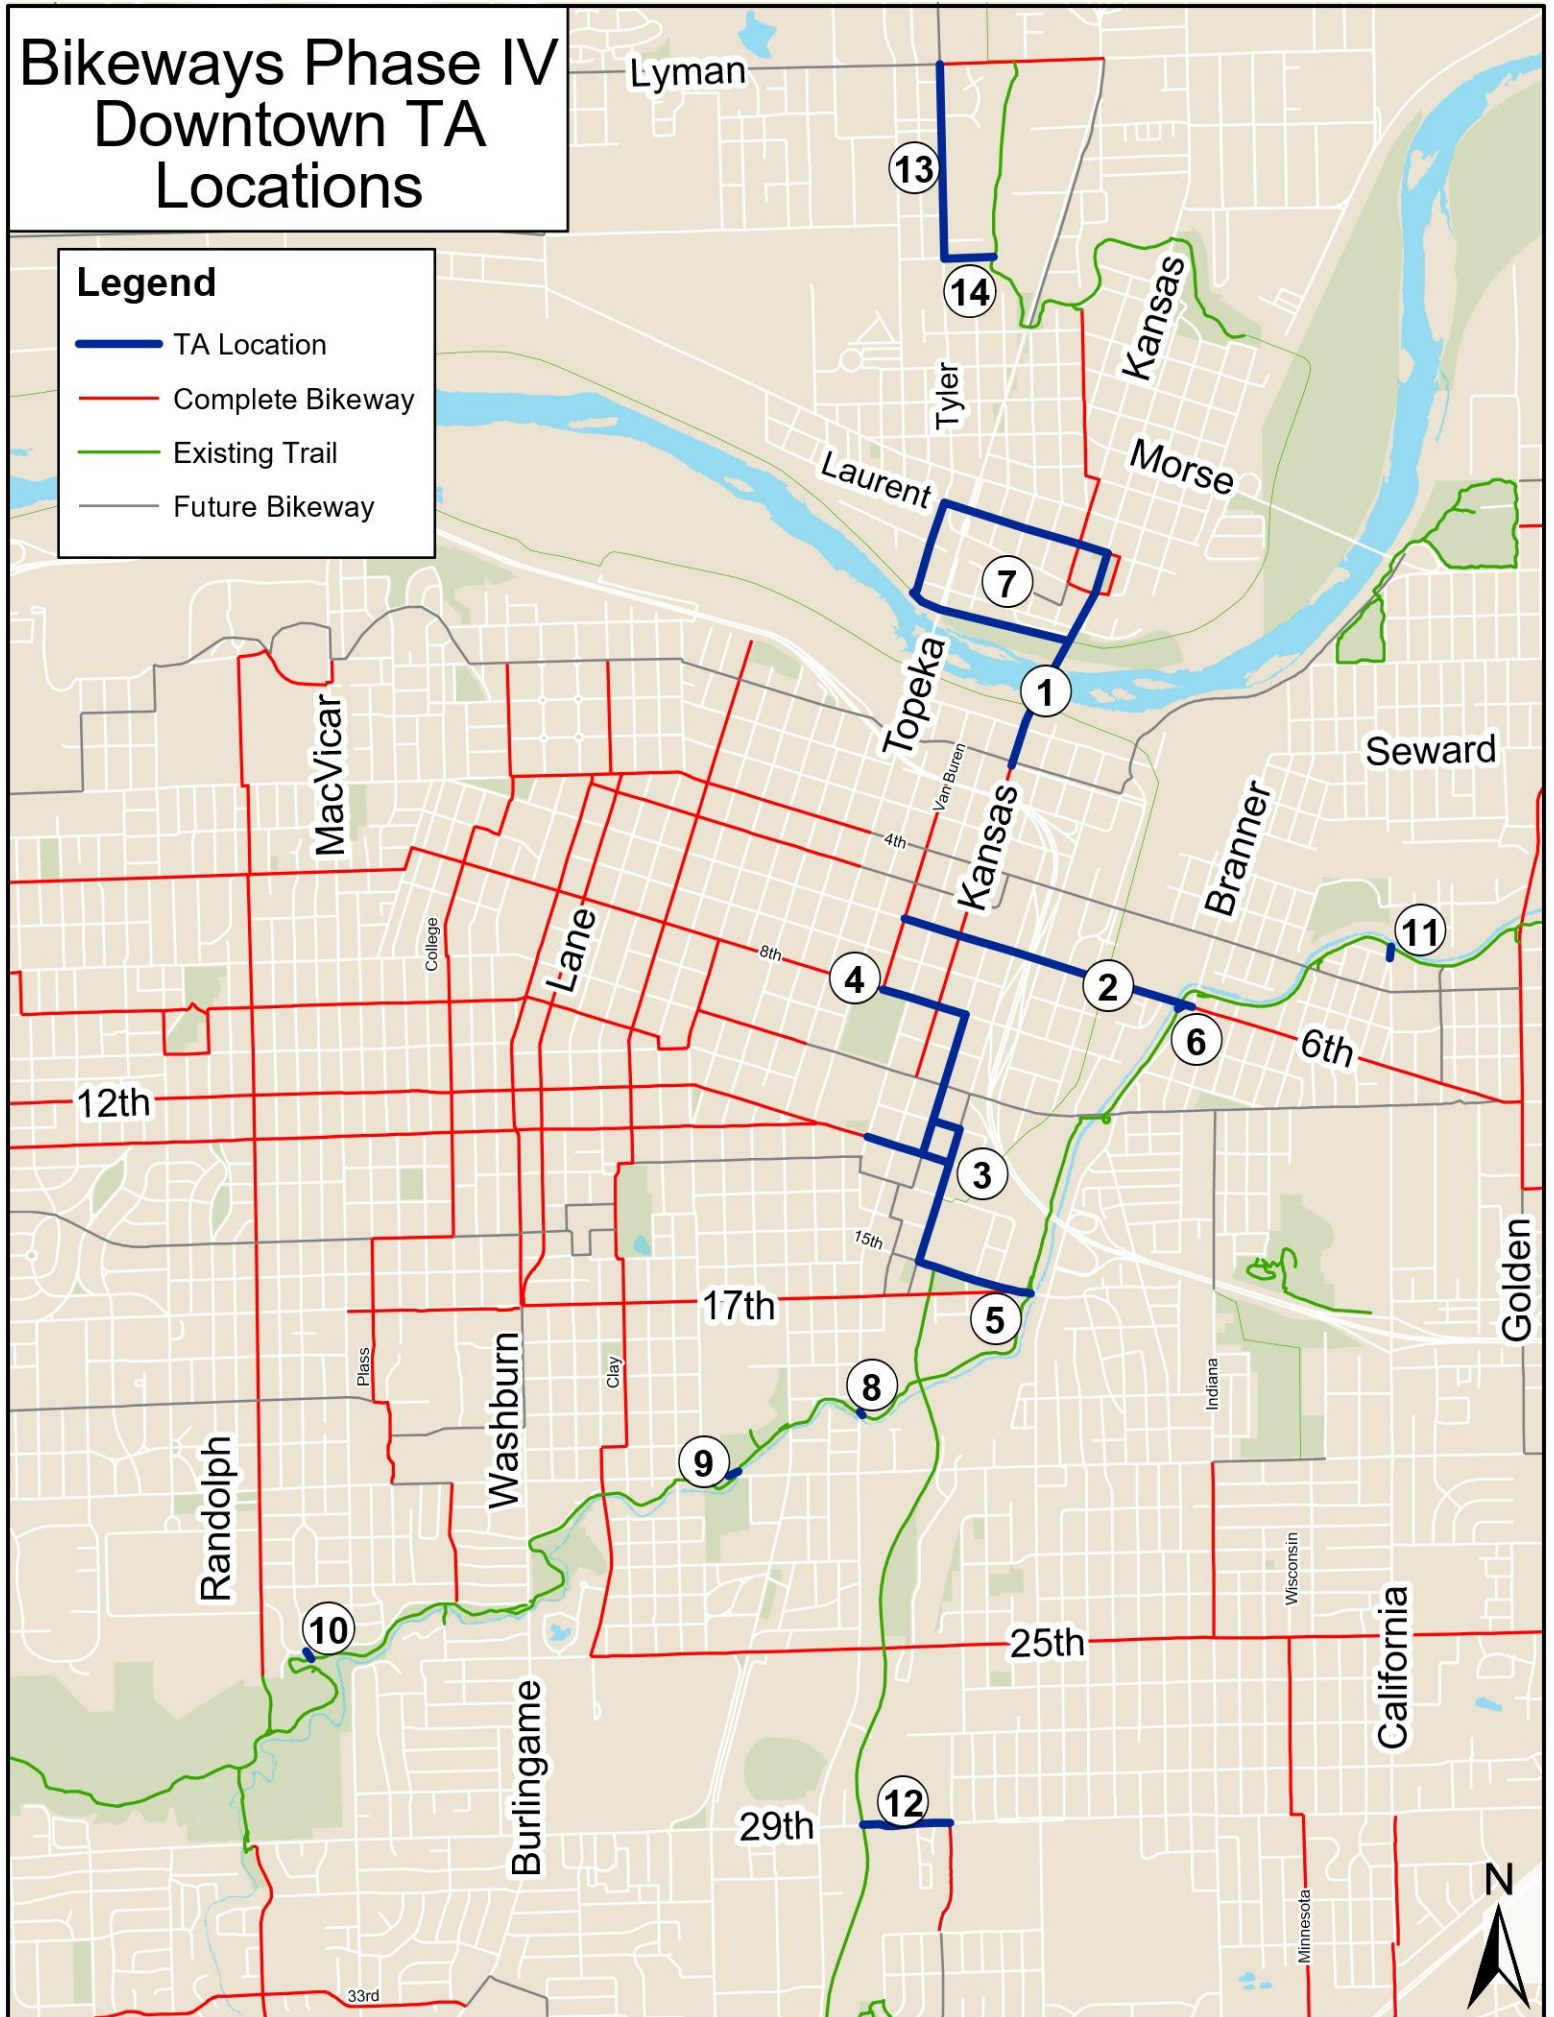 Bikeways Phase IV
Downtown TA
Locations
Legend
TA Location
Complete Bikeway
Existing Trail
Future Bikeway
Lyman
13
14
Kansas
Tyler
Laurent
Morse
7
Topeka
1
MacVicar
Seward
Van Buren
Kansas
4th
Branner
College
Lane
8th
4
2
11
6
6th
12th
3
15th
Golden
17th
5
Plass
Washburn
Clay
8
Indiana
9
Randolph
Wisconsin
10
25th
California
Burlingame
12
29th
N
Minnesota
33rd